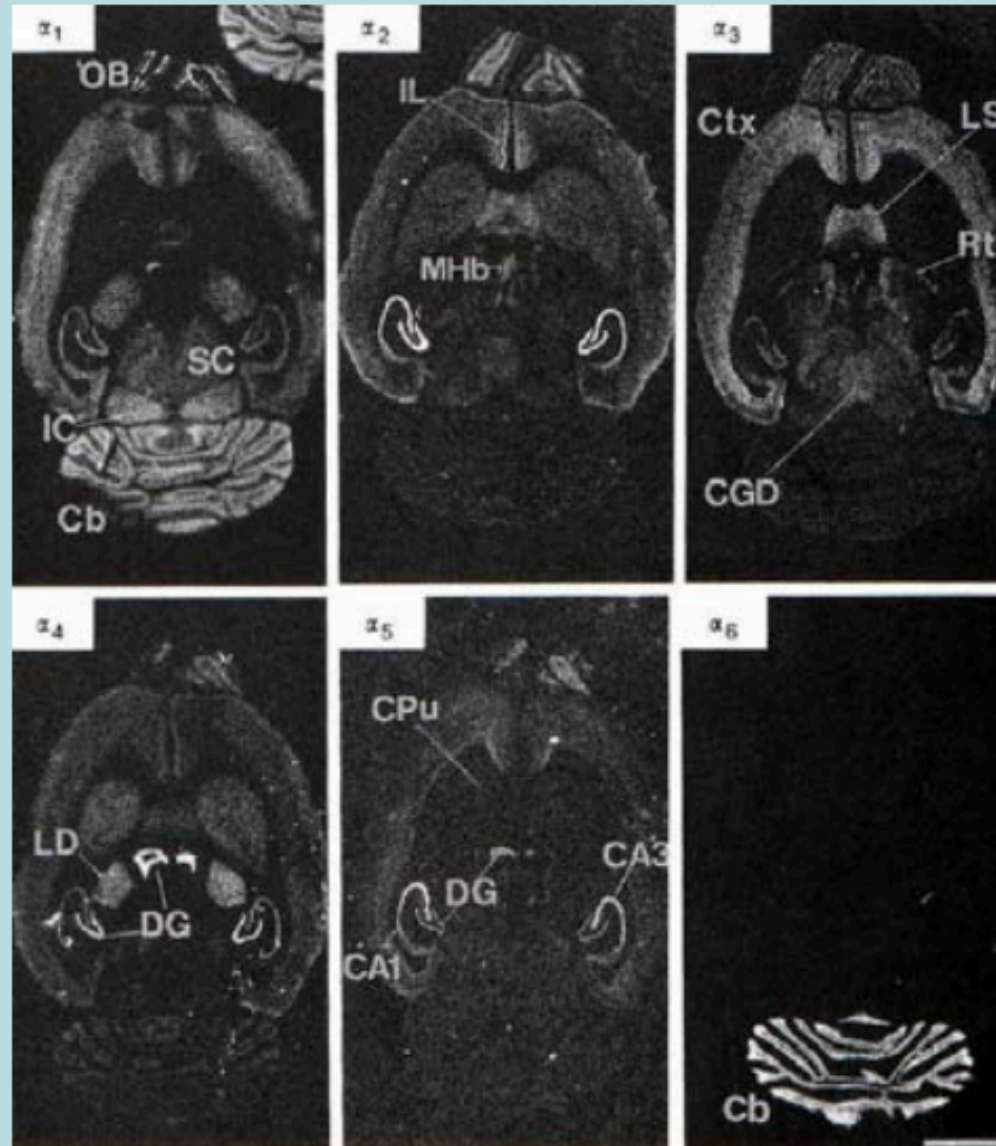 α1
OB
SC
IC
Cb
α2
IL
MHb
α3
Ctx
LS
Rt
CGD
α4
LD
DG
α5
CPu
CA3
DG
CA1
α6
Cb